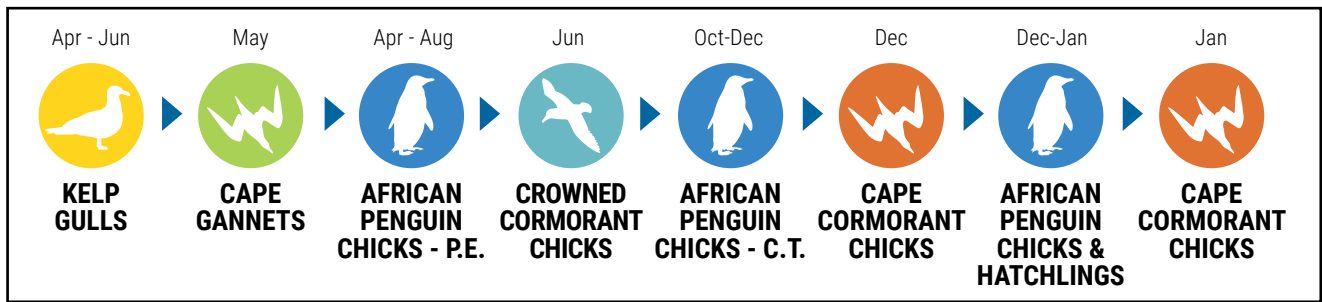 Apr - Jun
May
Apr - Aug
Jun
Oct-Dec
Dec
Dec-Jan
Jan
KELP
GULLS
CAPE
GANNETS
AFRICAN
PENGUIN
CHICKS - P.E.
CROWNED
CORMORANT
CHICKS
AFRICAN
PENGUIN
CHICKS - C.T.
CAPE
CORMORANT
CHICKS
AFRICAN
PENGUIN
CHICKS &
HATCHLINGS
CAPE
CORMORANT
CHICKS